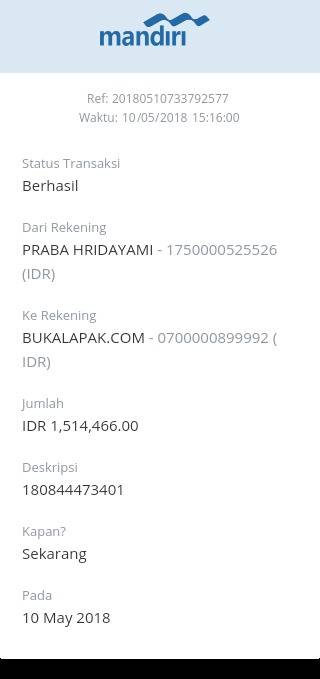 mandiri
Ref: 20180510733792577
Waktu: 10/05/2018 15:16:00
Status Transaksi
Berhasil
Dari Rekening
PRABA HRIDAYAMI - 1750000525526
(IDR)
Ke Rekening
BUKALAPAK.COM - 0700000899992 (
IDR)
Jumlah
IDR 1,514,466.00
Deskripsi
180844473401
Kapan?
Sekarang
Pada
10 May 2018